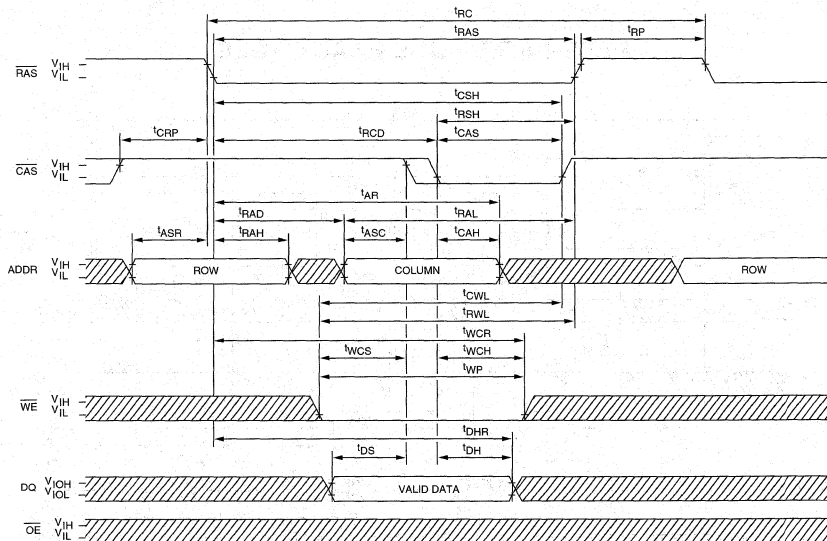 tRC
tRAS
tRP
RAS VIH
VIL
tCSH
tRSH
tCRP tRCD tCAS
CAS VIH
VIL
tAR
tRAD tRAL
tASR tRAH tASC tCAH
ADDR VIH
VIL
ROW COLUMN ROW
tCWL
tRWL
tWCR
tWCS tWCH
tWP
WE VIH
VIL
tDHR
tDS tDH
DQ VIOH
VIOL
VALID DATA
OE VIH
VIL